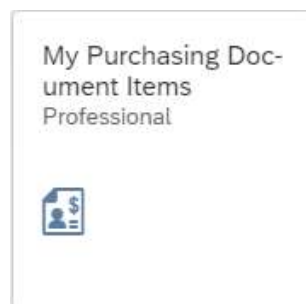 My Purchasing Doc-
ument Items
Professional
$